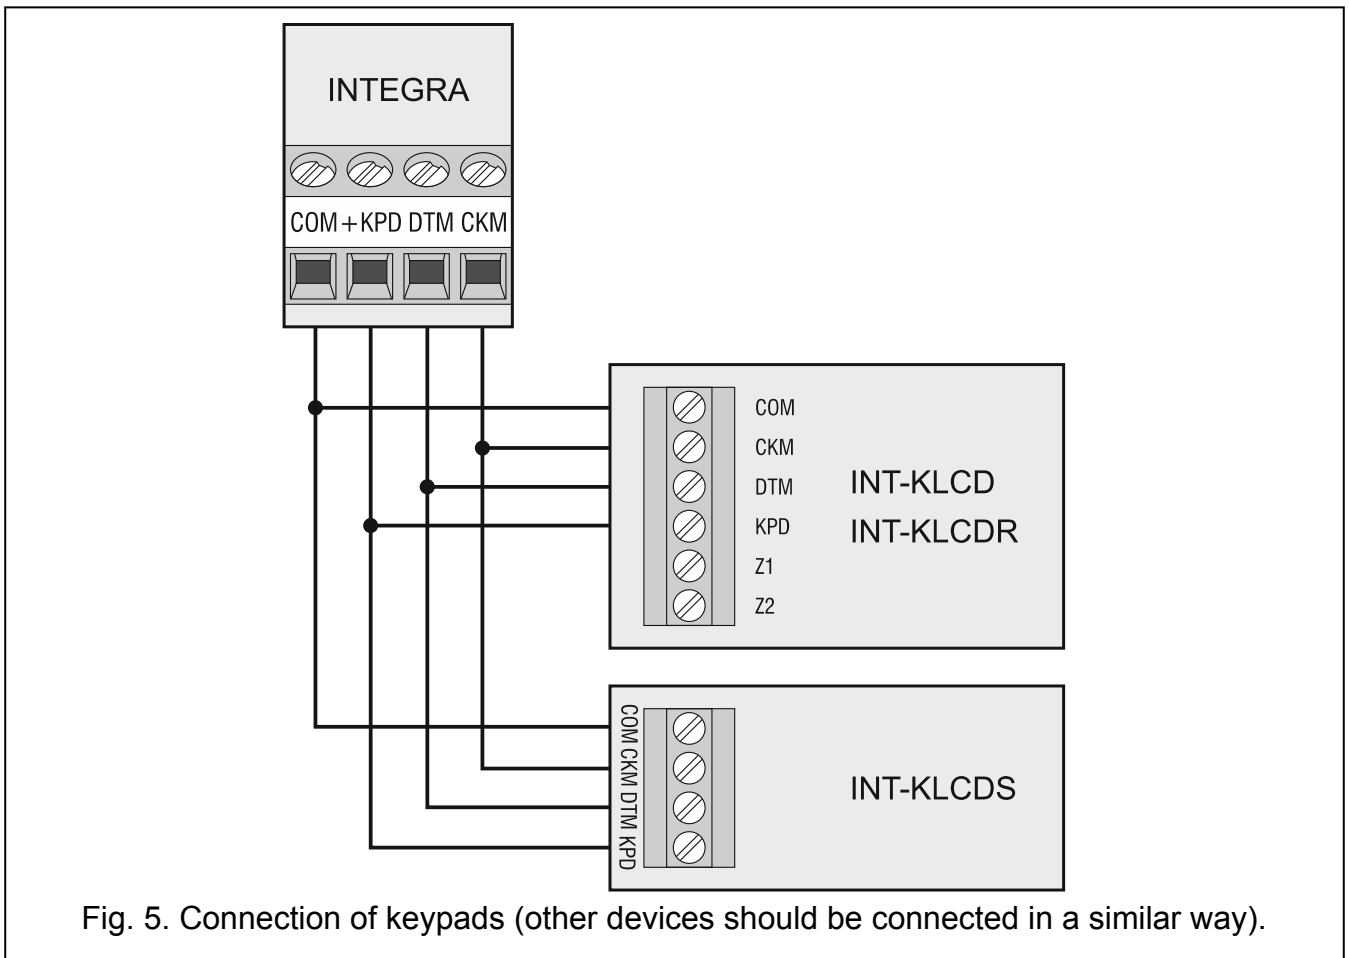 INTEGRA
COM +KPD DTM CKM
COM
CKM
DTM
KPD
Z1
Z2
INT-KLCD
INT-KLCDR
COM CKM DTM KPD
INT-KLCDS
Fig. 5. Connection of keypads (other devices should be connected in a similar way).